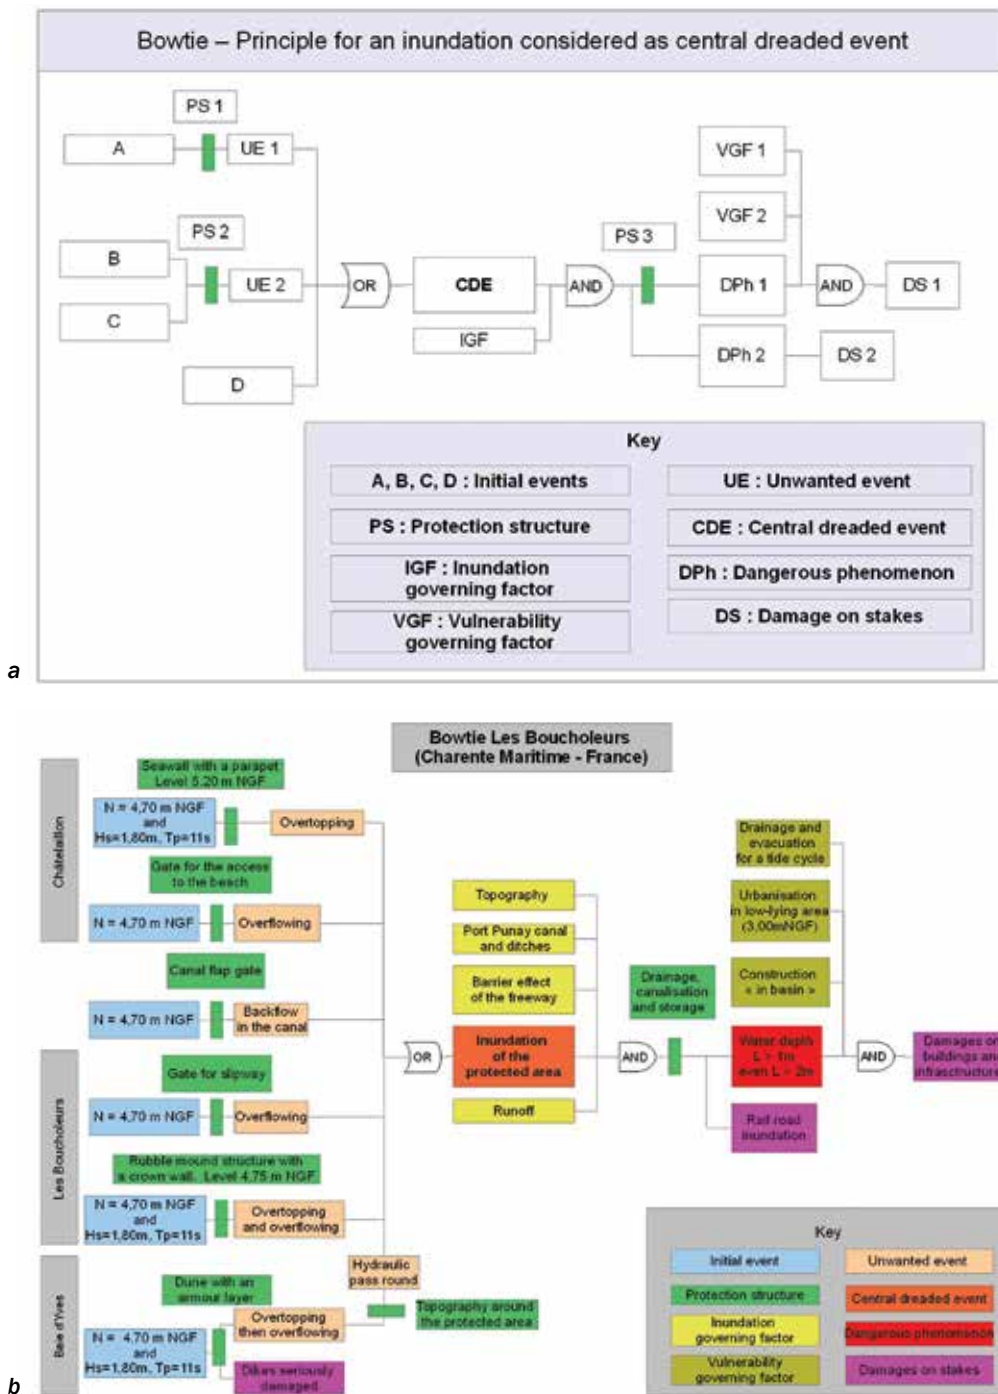 Bowtie – Principle for an inundation considered as central dreaded event
PS 1
A
UE 1
PS 2
B
C
UE 2
D
OR
CDE
IGF
AND
PS 3
VGF 1
VGF 2
DPh 1
DPh 2
AND
DS 1
DS 2
Key
A, B, C, D : Initial events
UE : Unwanted event
PS : Protection structure
CDE : Central dreaded event
IGF : Inundation
governing factor
DPh : Dangerous phenomenon
VGF : Vulnerability
governing factor
DS : Damage on stakes
a
Bowtie Les Boucholeurs
(Charente Maritime - France)
Châtelaillon
Seawall with a parapet
Level 5.20 m NGF
N = 4,70 m NGF
and
Hs=1,80m, Tp=11s
Overtopping
Gate for the access
to the beach
N = 4,70 m NGF
Overflowing
Canal flap gate
N = 4,70 m NGF
Backflow
in the canal
Les Boucholeurs
Gate for slipway
N = 4,70 m NGF
Overflowing
Rubble mound structure with
a crown wall. Level 4,75 m NGF
N = 4,70 m NGF
and
Hs=1,80m, Tp=11s
Overtopping
and overflowing
Hydraulic
pass round
Baie d'Yves
Dune with an
armour layer
N = 4,70 m NGF
and
Hs=1,80m, Tp=11s
Overtopping
then overflowing
Dikes seriously
damaged
Topography around
the protected area
OR
Topography
Port Punay canal
and ditches
Barrier effect
of the freeway
Inundation
of the
protected area
Runoff
AND
Drainage,
canalisation
and storage
Drainage and
evacuation
for a tide cycle
Urbanisation
in low-lying area
(3,00mNGF)
Construction
« in basin »
Water depth
L > 1m
even L > 2m
Rail road
inundation
AND
Damages on
buildings and
infrastructure
Key
Initial event
Unwanted event
Protection structure
Central dreaded event
Inundation
governing factor
Dangerous phenomenon
Vulnerability
governing factor
Damages on stakes
b